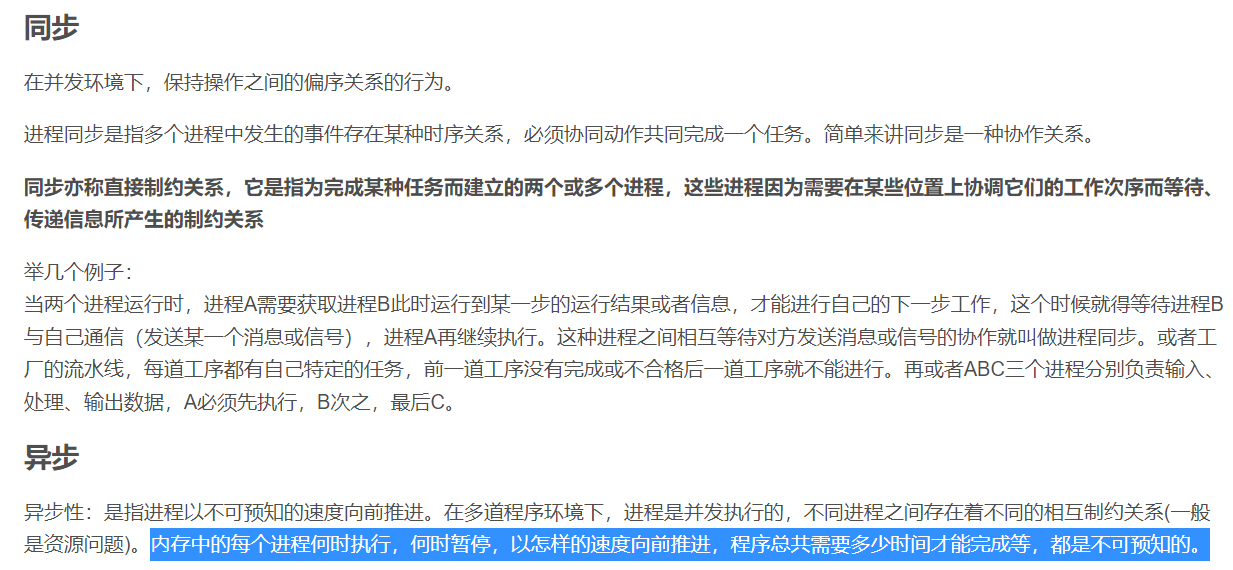 同步
在并发环境下，保持操作之间的偏序关系的行为。
进程同步是指多个进程中发生的事件存在某种时序关系，必须协同动作共同完成一个任务。简单来讲同步是一种协作关系。
同步亦称直接制约关系，它是指为完成某种任务而建立的两个或多个进程，这些进程因为需要在某些位置上协调它们的工作次序而等待、
传递信息所产生的制约关系
举几个例子：
当两个进程运行时，进程A需要获取进程B此时运行到某一步的运行结果或者信息，才能进行自己的下一步工作，这个时候就得等待进程B
与自己通信（发送某一个消息或信号），进程A再继续执行。这种进程之间相互等待对方发送消息或信号的协作就叫做进程同步。或者工
厂的流水线，每道工序都有自己特定的任务，前一道工序没有完成或不合格后一道工序就不能进行。再或者ABC三个进程分别负责输入、
处理、输出数据，A必须先执行，B次之，最后C。
异步
异步性：是指进程以不可预知的速度向前推进。在多道程序环境下，进程是并发执行的，不同进程之间存在着不同的相互制约关系(一般
是资源问题)。内存中的每个进程何时执行，何时暂停，以怎样的速度向前推进，程序总共需要多少时间才能完成等，都是不可预知的。